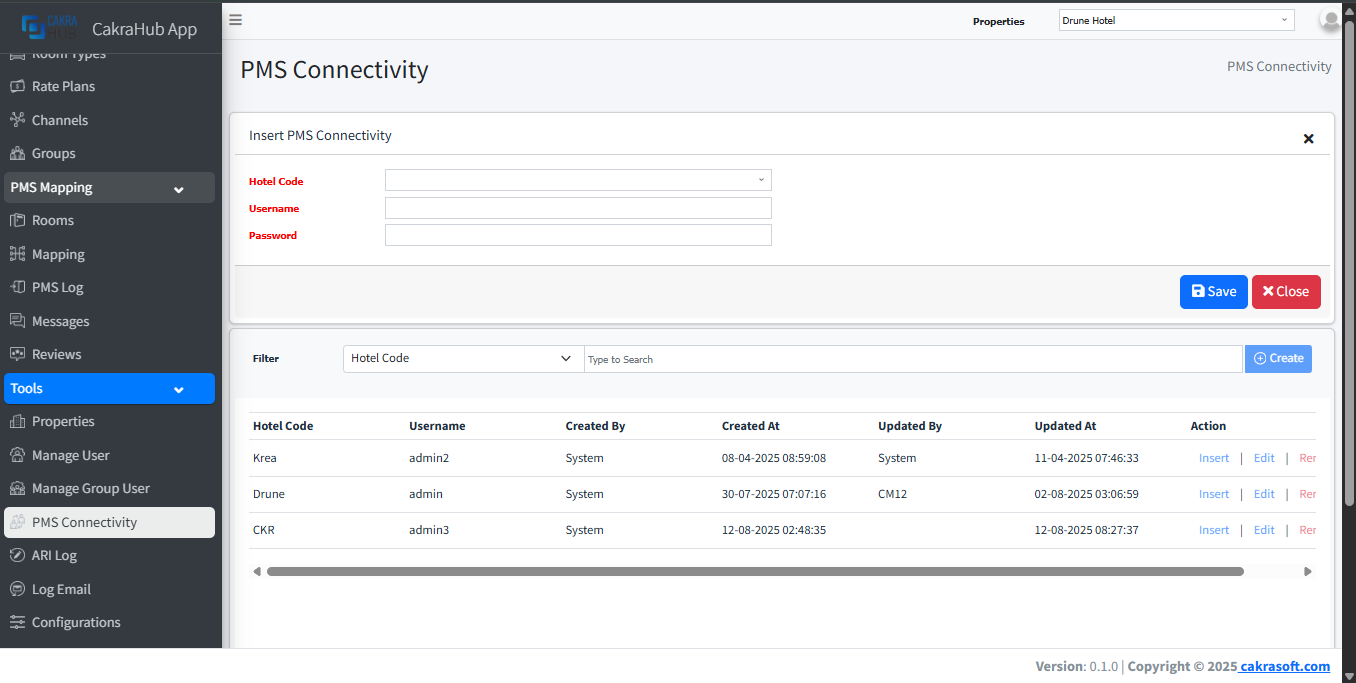 CAKRA
HUB
CakraHub App
Properties
Drune Hotel
Room Types
Rate Plans
Channels
Groups
PMS Mapping
Rooms
Mapping
PMS Log
Messages
Reviews
Tools
Properties
Manage User
Manage Group User
PMS Connectivity
ARI Log
Log Email
Configurations
PMS Connectivity
PMS Connectivity
Insert PMS Connectivity
Hotel Code
Username
Password
Save Close
Filter Hotel Code Type to Search Create
Hotel Code Username Created By Created At Updated By Updated At Action
Krea admin2 System 08-04-2025 08:59:08 System 11-04-2025 07:46:33 Insert | Edit | Rer
Drune admin System 30-07-2025 07:07:16 CM12 02-08-2025 03:06:59 Insert | Edit | Rer
CKR admin3 System 12-08-2025 02:48:35 12-08-2025 08:27:37 Insert | Edit | Rer
Version: 0.1.0 | Copyright © 2025 cakrasoft.com